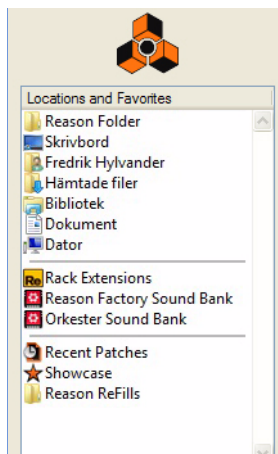 Locations and Favorites
Reason Folder
Skrivbord
Fredrik Hylvander
Hämtade filer
Bibliotek
Dokument
Dator
Re Rack Extensions
Reason Factory Sound Bank
Orkester Sound Bank
Recent Patches
Showcase
Reason ReFills